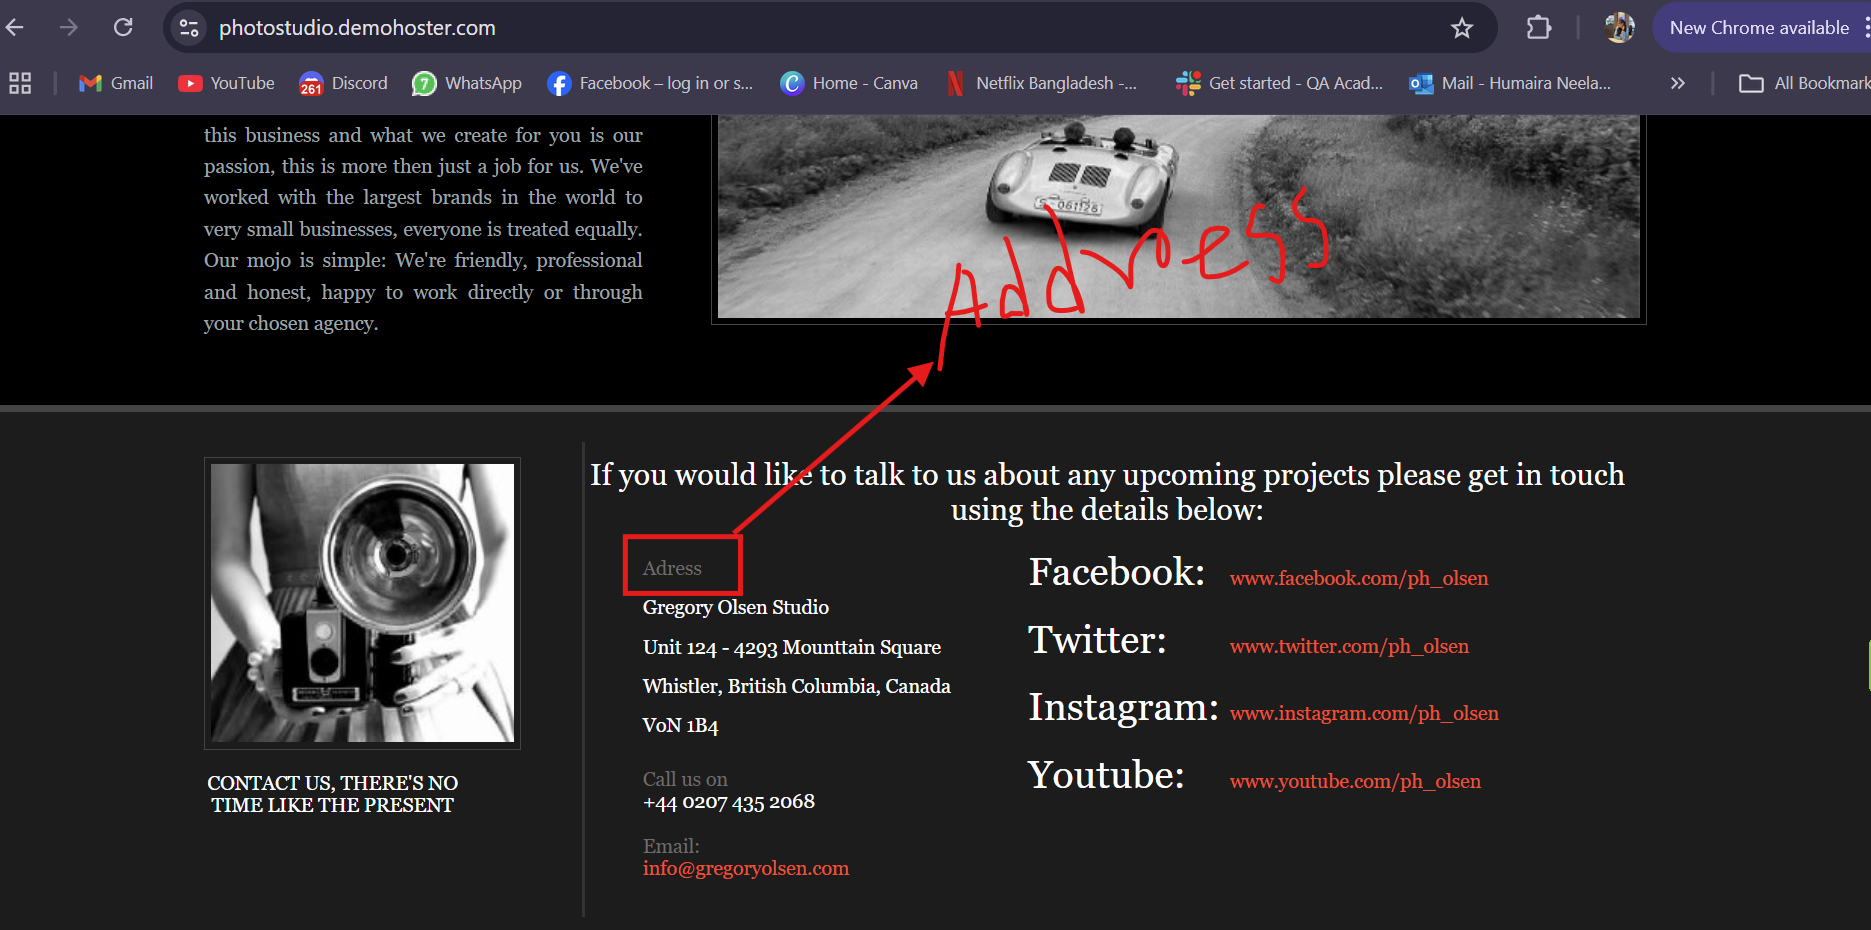 photostudio.demohoster.com
New Chrome available
Gmail
YouTube
261
Discord
7
WhatsApp
Facebook – log in or s...
Home - Canva
Netflix Bangladesh -...
Get started - QA Acad...
Mail - Humaira Neela...
All Bookmark
this business and what we create for you is our
passion, this is more then just a job for us. We've
worked with the largest brands in the world to
very small businesses, everyone is treated equally.
Our mojo is simple: We're friendly, professional
and honest, happy to work directly or through
your chosen agency.
Address
If you would like to talk to us about any upcoming projects please get in touch
using the details below:
Adress
Gregory Olsen Studio
Unit 124 - 4293 Mounttain Square
Whistler, British Columbia, Canada
VoN 1B4
Call us on
+44 0207 435 2068
Email:
info@gregoryolsen.com
Facebook: www.facebook.com/ph_olsen
Twitter: www.twitter.com/ph_olsen
Instagram: www.instagram.com/ph_olsen
Youtube: www.youtube.com/ph_olsen
CONTACT US, THERE'S NO
TIME LIKE THE PRESENT